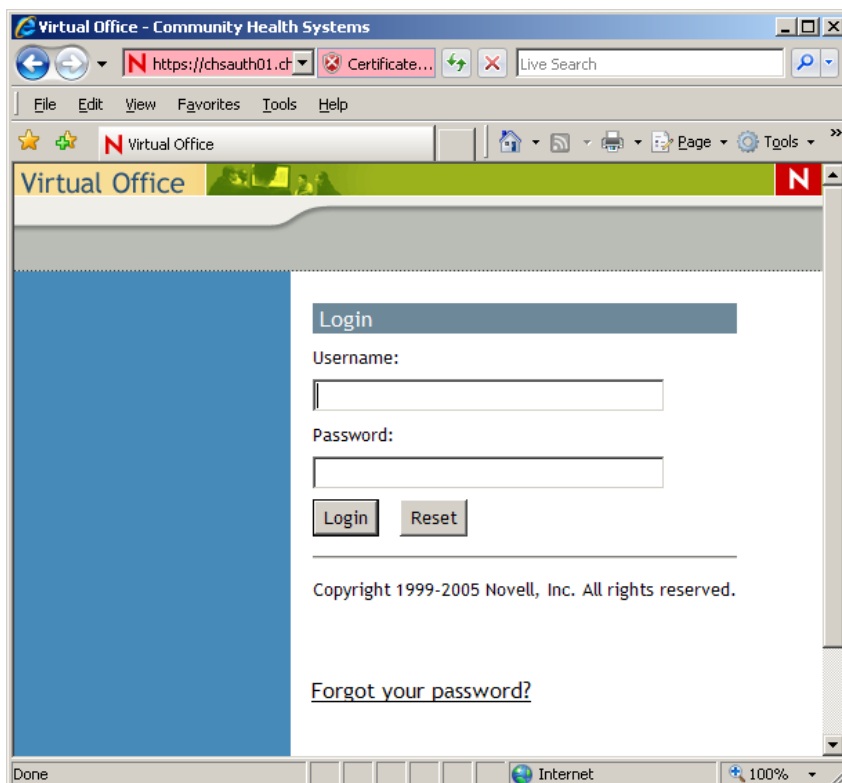 Virtual Office - Community Health Systems
https://chsauth01.ch
Certificate...
Live Search
File Edit View Favorites Tools Help
N Virtual Office
Page Tools »
Virtual Office N
Login
Username:
Password:
Login Reset
Copyright 1999-2005 Novell, Inc. All rights reserved.
Forgot your password?
Done Internet 100%